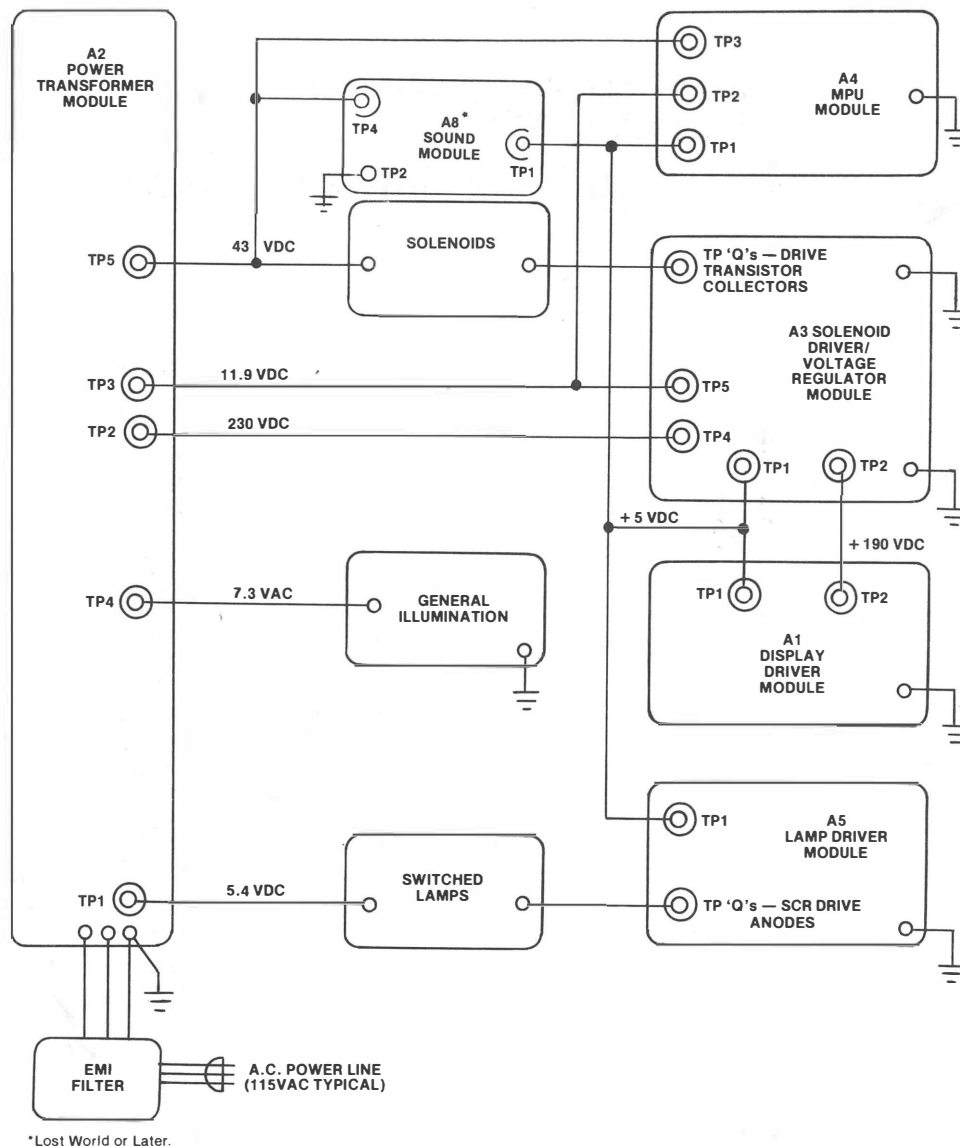 A2
POWER
TRANSFORMER
MODULE
TP3
TP2
TP1
A4
MPU
MODULE
TP4
A8*
SOUND
MODULE
TP2
TP1
TP5
43 VDC
SOLENOIDS
TP 'Q's — DRIVE
TRANSISTOR
COLLECTORS
A3 SOLENOID
DRIVER/
VOLTAGE
REGULATOR
MODULE
TP3
11.9 VDC
TP5
TP2
230 VDC
TP4
TP1
TP2
+ 5 VDC
+ 190 VDC
TP4
7.3 VAC
GENERAL
ILLUMINATION
TP1
TP2
A1
DISPLAY
DRIVER
MODULE
TP1
A5
LAMP DRIVER
MODULE
TP1
5.4 VDC
SWITCHED
LAMPS
TP 'Q's — SCR DRIVE
ANODES
EMI
FILTER
A.C. POWER LINE
(115VAC TYPICAL)
*Lost World or Later.